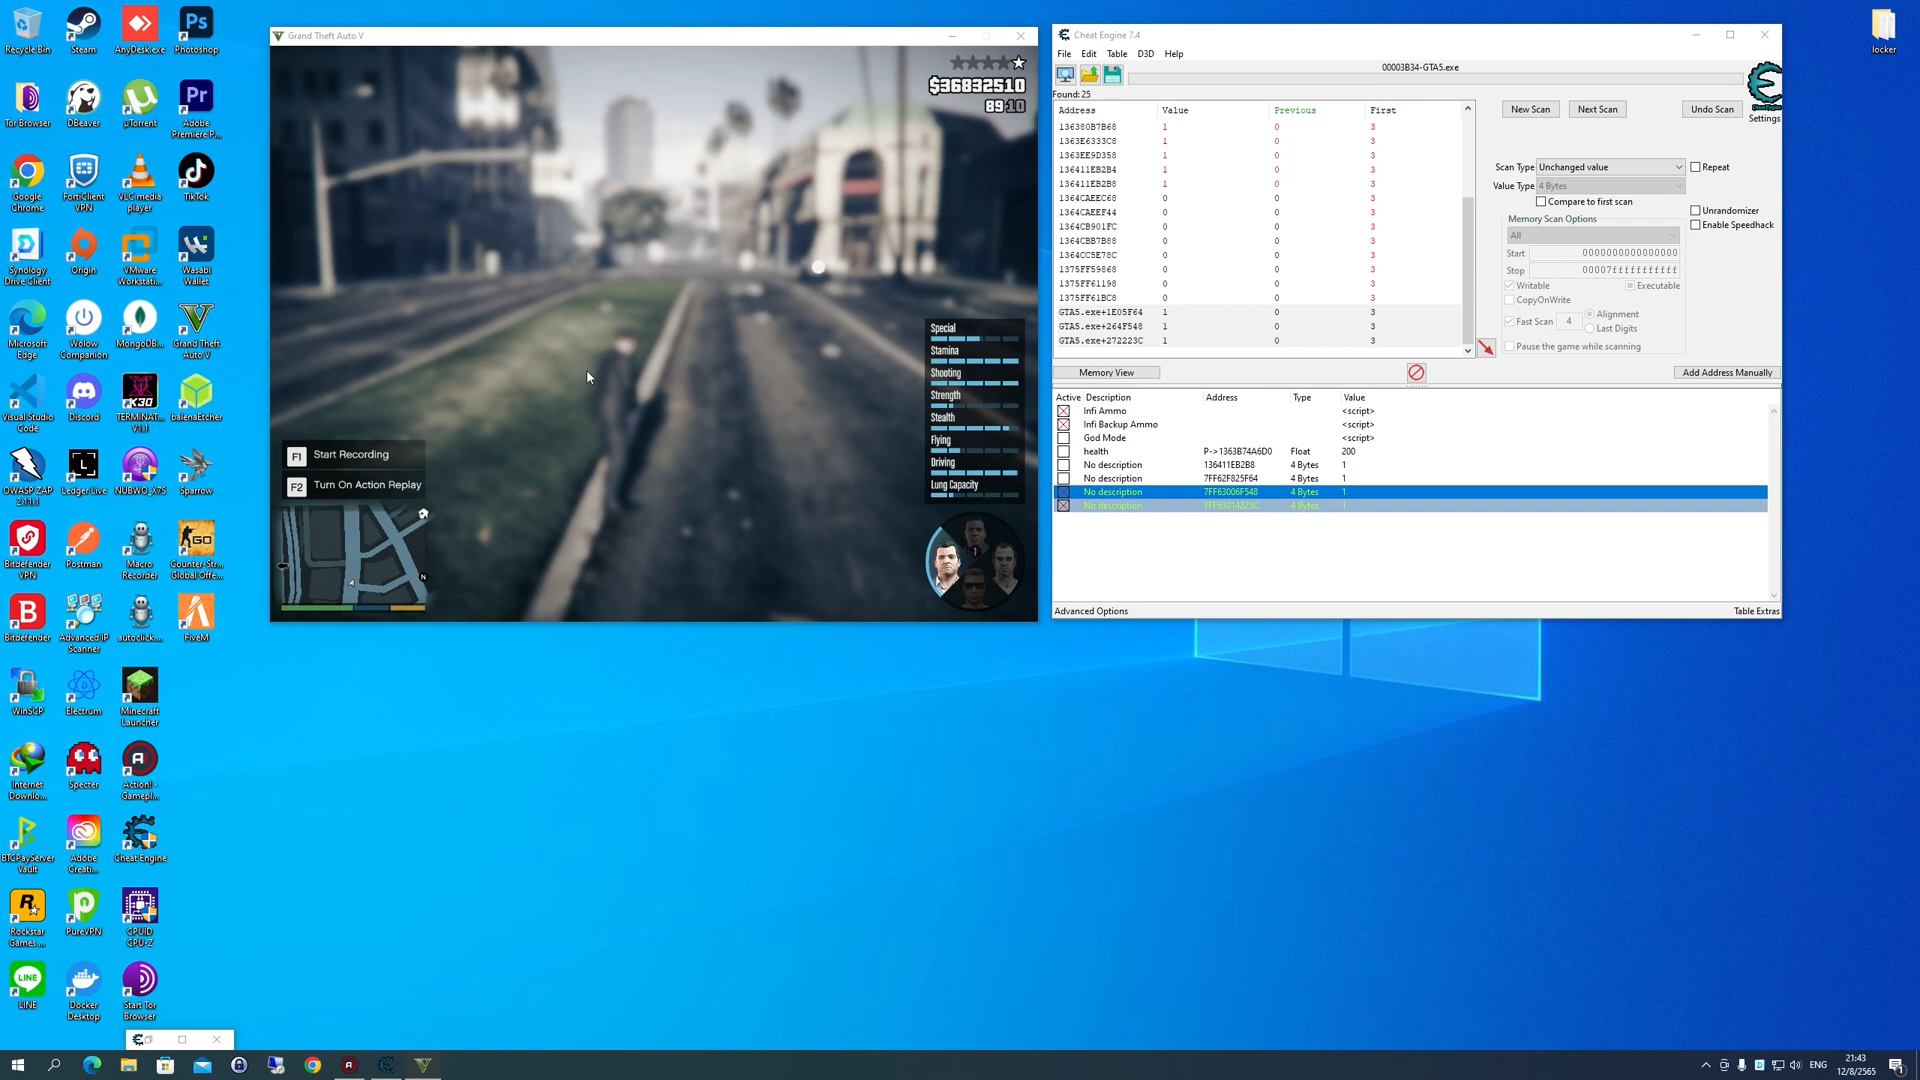 Recycle Bin
Steam
AnyDesk.exe
Photoshop
Tor Browser
DBeaver
µTorrent
Adobe Premiere P...
Google Chrome
FortiClient VPN
VLC media player
TikTok
Synology Drive Client
Origin
VMware Workstati...
Wasabi Wallet
Microsoft Edge
Wolow Companion
MongoDB...
Grand Theft Auto V
Visual Studio Code
Discord
TERMINAT... V1.1
balenaEtcher
OWASP ZAP 2.11.1
Ledger Live
NUBWO_X7S
Sparrow
Bitdefender VPN
Postman
Macro Recorder
Counter-Str... Global Offe...
Bitdefender
Advanced IP Scanner
autoclick....
FiveM
WinSCP
Electrum
Minecraft Launcher
Internet Downlo...
Specter
Action! - Gamepl...
BTCPayServer Vault
Adobe Creati...
Cheat Engine
Rockstar Games ...
PureVPN
CPUID CPU-Z
LINE
Docker Desktop
Start Tor Browser
locker
Grand Theft Auto V
$36832510
89 10
Special
Stamina
Shooting
Strength
Stealth
Flying
Driving
Lung Capacity
F1 Start Recording
F2 Turn On Action Replay
N
Cheat Engine 7.4
File Edit Table D3D Help
00003B34-GTA5.exe
Found: 25
Address Value Previous First
136380B7B68 1 0 3
1363E6333C8 1 0 3
1363EE9D358 1 0 3
136411EB2B4 1 0 3
136411EB2B8 1 0 3
1364CAEEC68 0 0 3
1364CAEEF44 0 0 3
1364CB901FC 0 0 3
1364CBB7B88 0 0 3
1364CC5E78C 0 0 3
1375FF59868 0 0 3
1375FF61198 0 0 3
1375FF61BC8 0 0 3
GTA5.exe+1E05F64 1 0 3
GTA5.exe+264F548 1 0 3
GTA5.exe+272223C 1 0 3
New Scan Next Scan Undo Scan
Settings
Scan Type Unchanged value Repeat
Value Type 4 Bytes
Compare to first scan
Memory Scan Options
All
Unrandomizer
Enable Speedhack
Start 0000000000000000
Stop 00007fffffffffff
Writable Executable
CopyOnWrite
Fast Scan 4 Alignment
Last Digits
Pause the game while scanning
Memory View Add Address Manually
Active Description Address Type Value
Infi Ammo <script>
Infi Backup Ammo <script>
God Mode <script>
health P->1363B74A6D0 Float 200
No description 136411EB2B8 4 Bytes 1
No description 7FF62F825F64 4 Bytes 1
No description 7FF63006F548 4 Bytes 1
No description 7FF63014223C 4 Bytes 1
Advanced Options Table Extras
ENG
21:43
12/8/2565